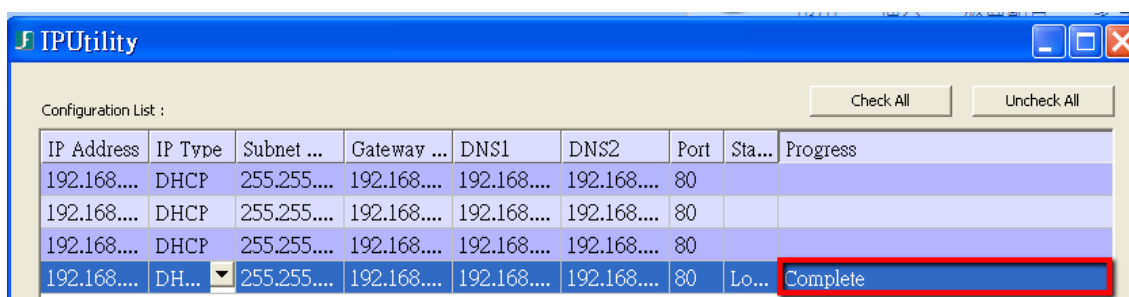 IPUtility
Check All Uncheck All
Configuration List :
IP Address IP Type Subnet ... Gateway ... DNS1 DNS2 Port Sta... Progress
192.168.... DHCP 255.255.... 192.168.... 192.168.... 192.168.... 80
192.168.... DHCP 255.255.... 192.168.... 192.168.... 192.168.... 80
192.168.... DHCP 255.255.... 192.168.... 192.168.... 192.168.... 80
192.168.... DH... 255.255.... 192.168.... 192.168.... 192.168.... 80 Lo... Complete